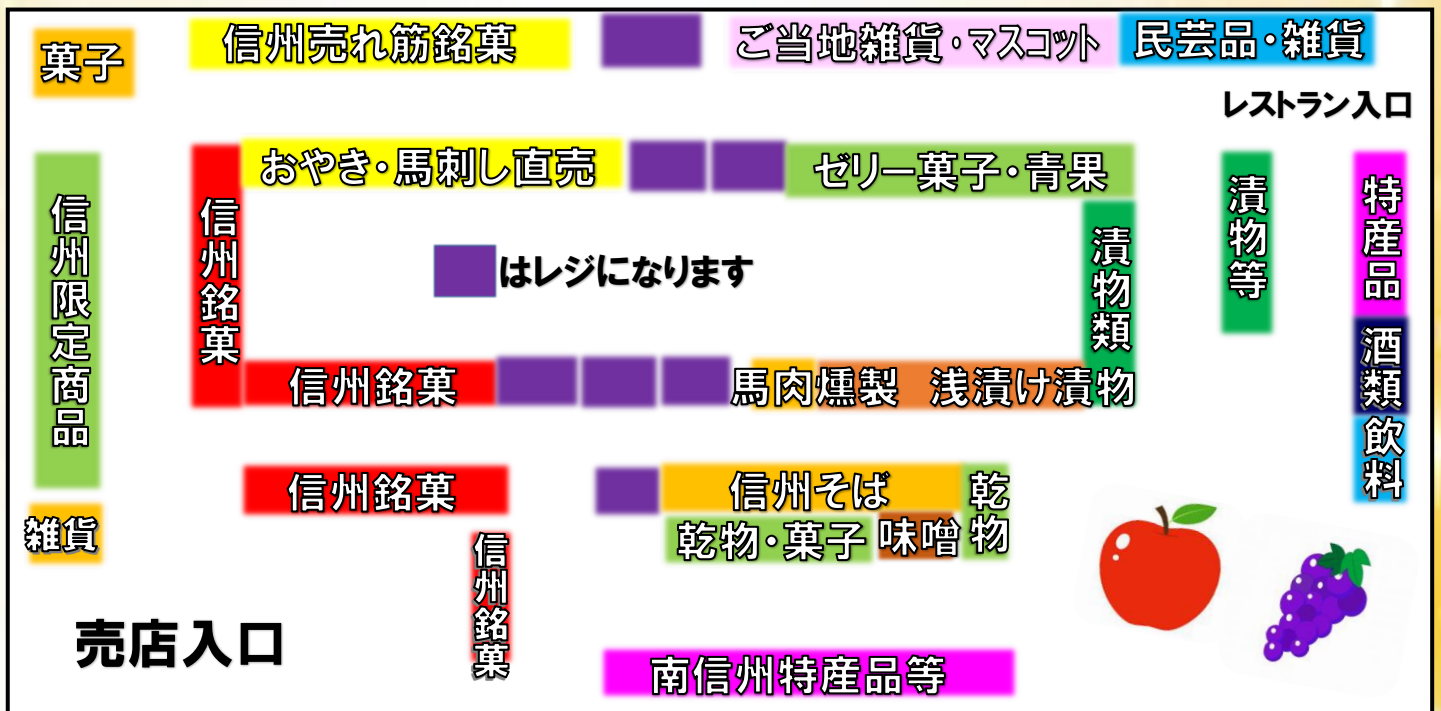 菓子
信州売れ筋銘菓
ご当地雑貨・マスコット
民芸品・雑貨
レストラン入口
信州限定商品
信州銘菓
おやき・馬刺し直売
ゼリー菓子・青果
漬物類
漬物等
特産品
はレジになります
酒類
飲料
信州銘菓
馬肉燻製
浅漬け漬物
信州銘菓
信州そば
乾物
雑貨
乾物・菓子
味噌
信州銘菓
売店入口
南信州特産品等